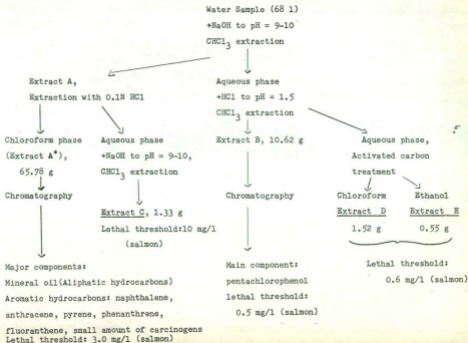 Water Sample (68 l)
+NaOH to pH = 9-10
CHCl3 extraction
Extract A,
Extraction with 0.1N HCl
Aqueous phase
+HCl to pH = 1.5
CHCl3 extraction
Chloroform phase
(Extract A*),
65.78 g
Chromatography
Major components:
Mineral oil(Aliphatic hydrocarbons)
Aromatic hydrocarbons: naphthalene,
anthracene, pyrene, phenanthrene,
fluoranthene, small amount of carcinogens
Lethal threshold: 3.0 mg/l (salmon)
Aqueous phase
+NaOH to pH = 9-10,
CHCl3 extraction
Extract C, 1.33 g
Lethal threshold:10 mg/l
(salmon)
Extract B, 10.62 g
Chromatography
Main component:
pentachlorophenol
lethal threshold:
0.5 mg/l (salmon)
Aqueous phase,
Activated carbon
treatment
Chloroform
Extract D
1.52 g
Ethanol
Extract E
0.55 g
Lethal threshold:
0.6 mg/l (salmon)